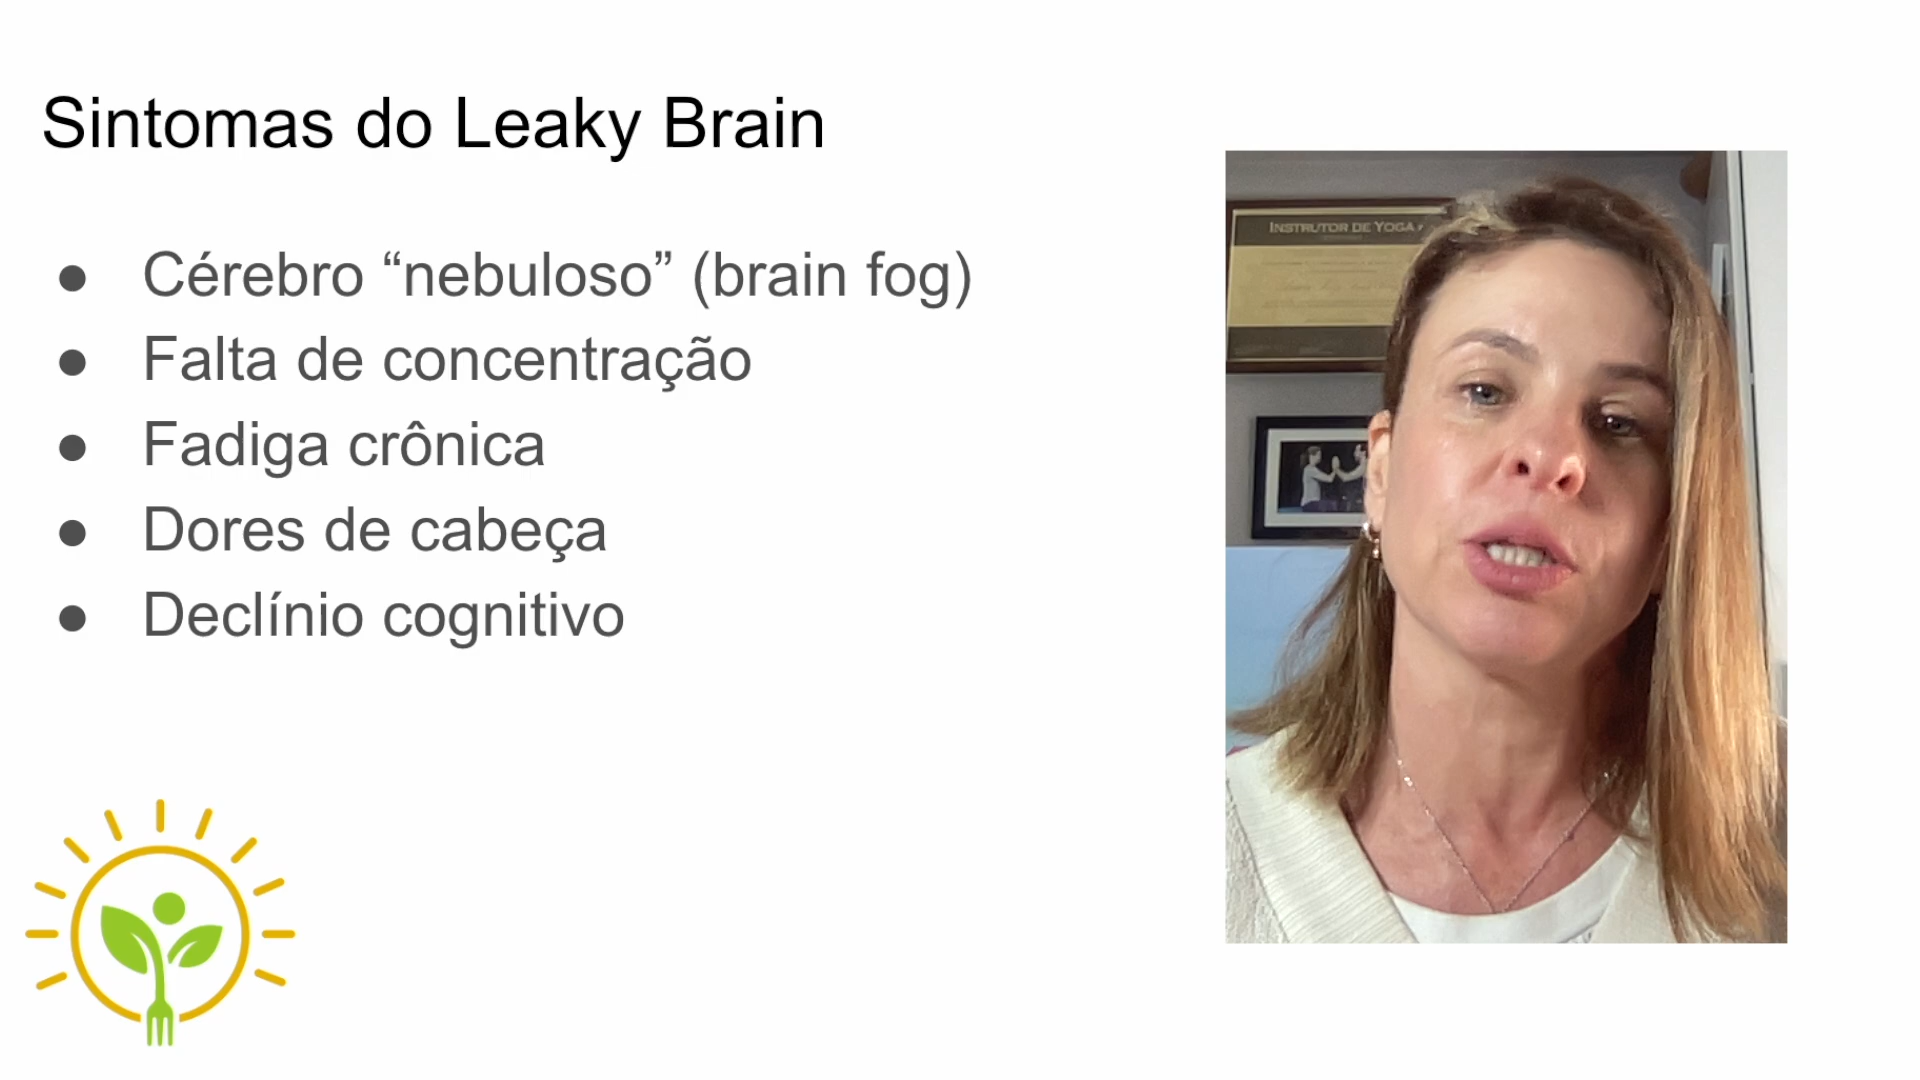 Sintomas do Leaky Brain
● Cérebro “nebuloso” (brain fog)
● Falta de concentração
● Fadiga crônica
● Dores de cabeça
● Declínio cognitivo
INSTRUTOR DE YOGA